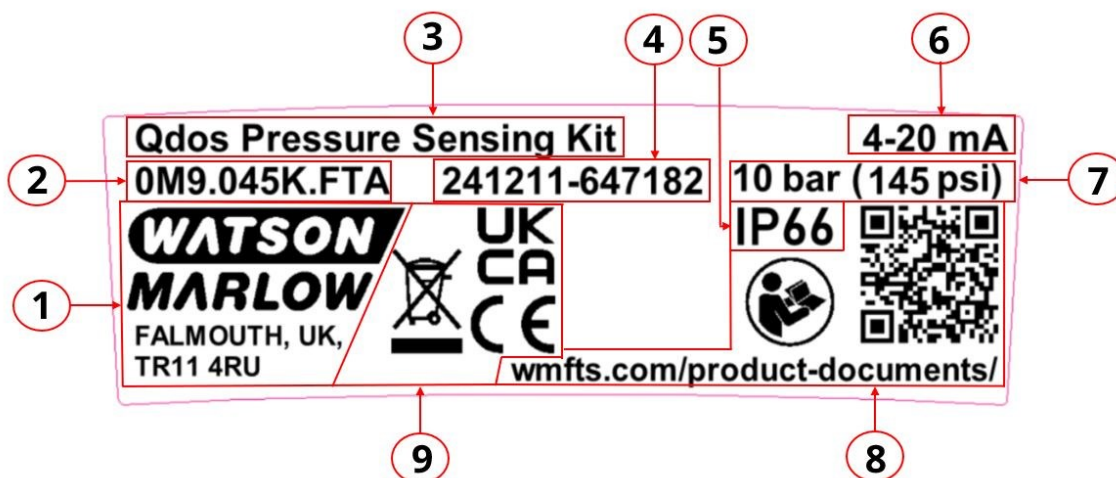 3 4 5 6
Qdos Pressure Sensing Kit 4-20 mA
2 0M9.045K.FTA 241211-647182 10 bar (145 psi) 7
WATSON UK IP66
MARLOW CA
1 FALMOUTH, UK, CE
TR11 4RU wmfts.com/product-documents/
9 8